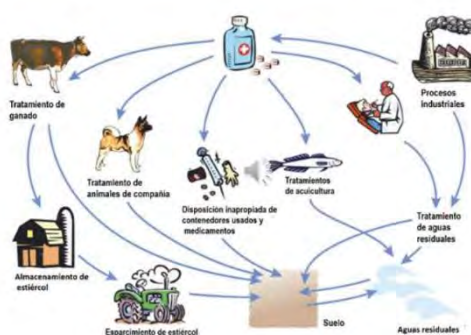 Tratamiento de
ganado
Procesos
industriales
Tratamiento de
animales de compañía
Disposición inapropiada de
contenedores usados y
medicamentos
Tratamientos
de acuicultura
Tratamiento
de aguas
residuales
Almacenamiento de
estiércol
Esparcimiento de estiércol
Suelo
Aguas residuales